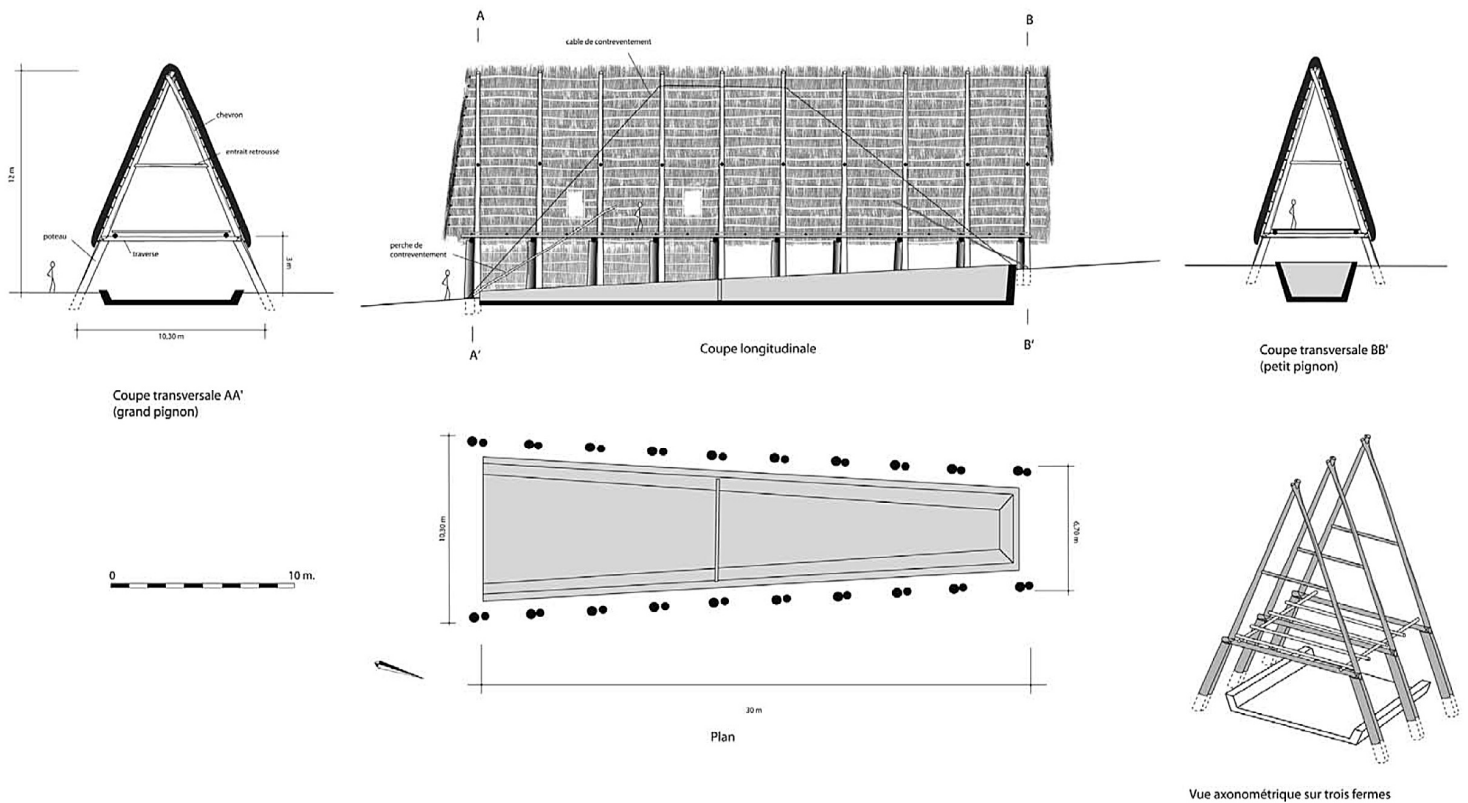 12 m
chevron
entrait retroussé
poteau
traverse
3 m
10,30 m
Coupe transversale AA'
(grand pignon)
A
B
cable de contreventement
perche de
contreventement
A'
B'
Coupe longitudinale
Coupe transversale BB'
(petit pignon)
0
10 m.
10,30 m
6,70 m
30 m
Plan
Vue axonométrique sur trois fermes